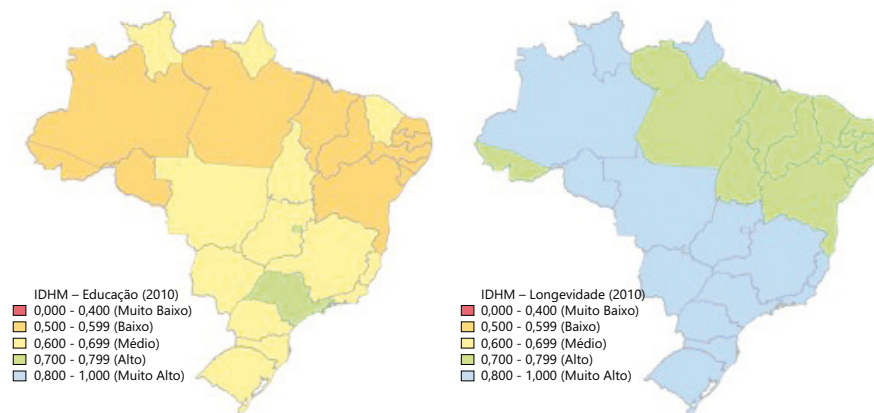 IDHM – Educação (2010)
0,000 - 0,400 (Muito Baixo)
0,500 - 0,599 (Baixo)
0,600 - 0,699 (Médio)
0,700 - 0,799 (Alto)
0,800 - 1,000 (Muito Alto)
IDHM – Longevidade (2010)
0,000 - 0,400 (Muito Baixo)
0,500 - 0,599 (Baixo)
0,600 - 0,699 (Médio)
0,700 - 0,799 (Alto)
0,800 - 1,000 (Muito Alto)